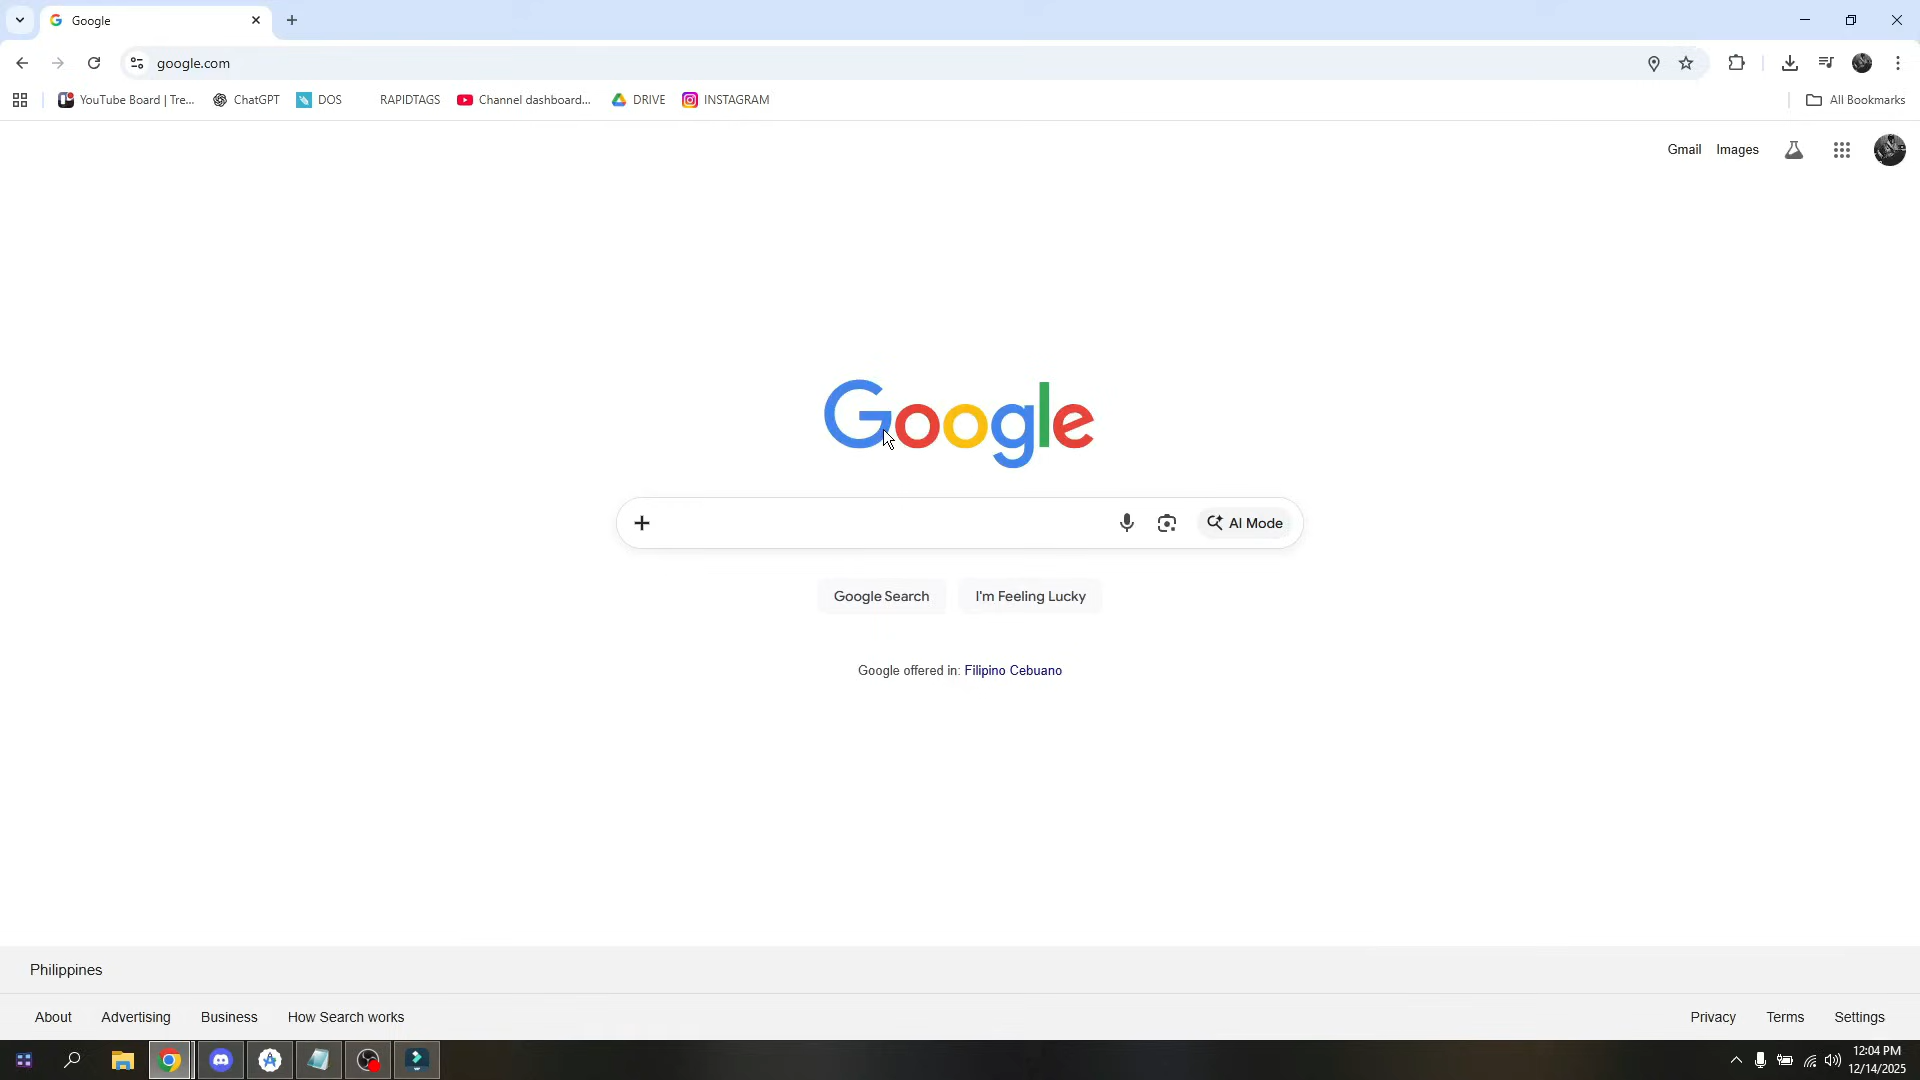 Google
google.com
YouTube Board | Tre...
ChatGPT
DOS
RAPIDTAGS
Channel dashboard...
DRIVE
INSTAGRAM
All Bookmarks
Gmail
Images
Google
AI Mode
Google Search
I'm Feeling Lucky
Google offered in: Filipino Cebuano
Philippines
About
Advertising
Business
How Search works
Privacy
Terms
Settings
12:04 PM
12/14/2025